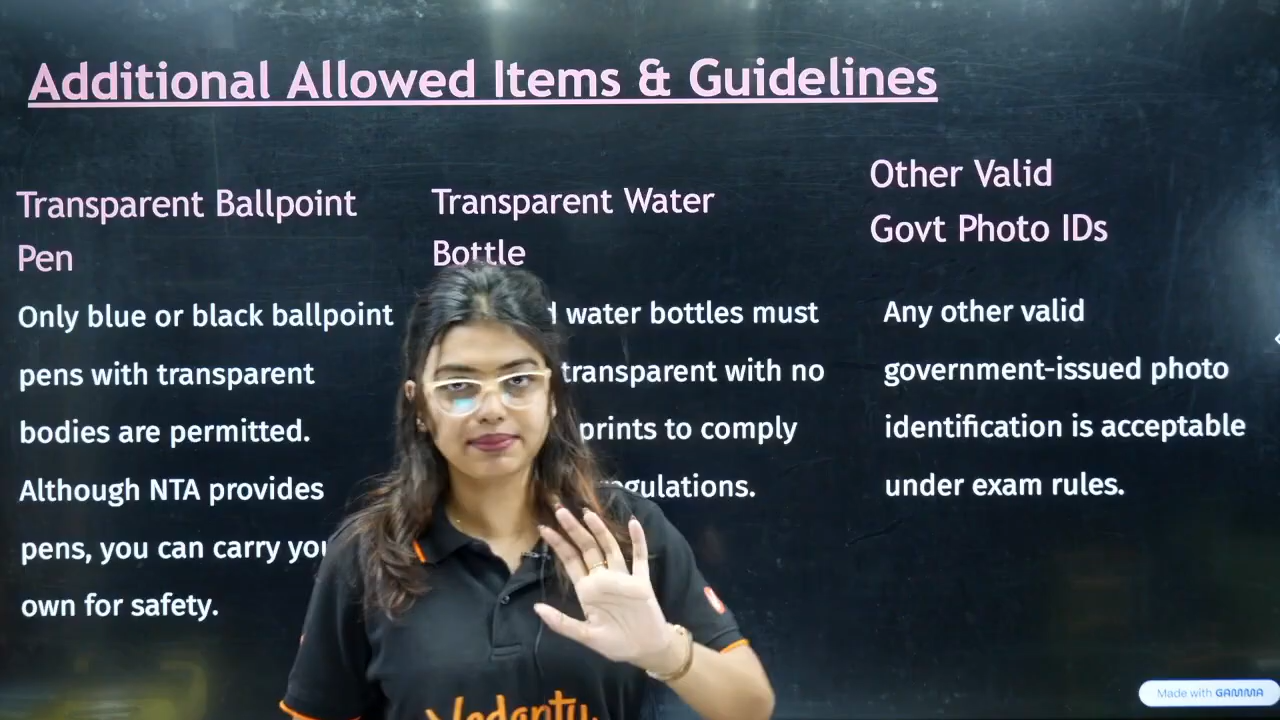 Additional Allowed Items & Guidelines
Transparent Ballpoint
Pen
Only blue or black ballpoint
pens with transparent
bodies are permitted.
Although NTA provides
pens, you can carry
own for safety.
Transparent Water
Bottle
water bottles must
transparent with no
prints to comply
Other Valid
Govt Photo IDs
Any other valid
government-issued photo
identification is acceptable
under exam rules.
Vedantu
Made with GAMMA